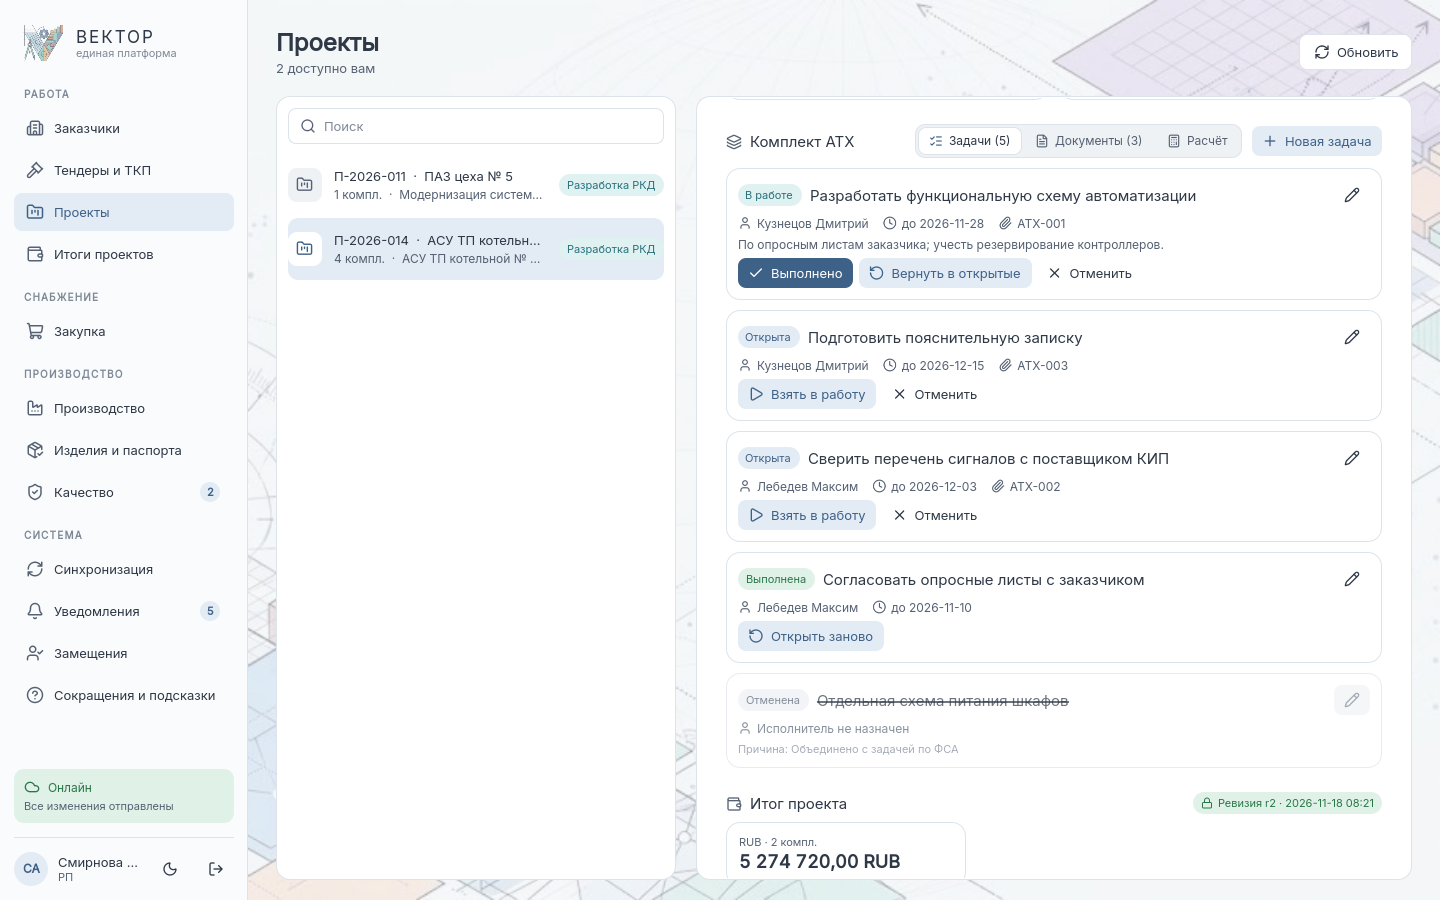 ВЕКТОР
единая платформа
РАБОТА
Заказчики
Тендеры и ТКП
Проекты
Итоги проектов
СНАБЖЕНИЕ
Закупка
ПРОИЗВОДСТВО
Производство
Изделия и паспорта
Качество 2
СИСТЕМА
Синхронизация
Уведомления 5
Замещения
Сокращения и подсказки
Онлайн
Все изменения отправлены
СА Смирнова ...
РП
Проекты
2 доступно вам
Обновить
Поиск
П-2026-011 · ПАЗ цеха № 5
1 компл. · Модернизация систем...
Разработка РКД
П-2026-014 · АСУ ТП котельн...
4 компл. · АСУ ТП котельной № ...
Разработка РКД
Комплект АТХ
Задачи (5) Документы (3) Расчёт
Новая задача
В работе Разработать функциональную схему автоматизации
Кузнецов Дмитрий до 2026-11-28 АТХ-001
По опросным листам заказчика; учесть резервирование контроллеров.
Выполнено Вернуть в открытые Отменить
Открыта Подготовить пояснительную записку
Кузнецов Дмитрий до 2026-12-15 АТХ-003
Взять в работу Отменить
Открыта Сверить перечень сигналов с поставщиком КИП
Лебедев Максим до 2026-12-03 АТХ-002
Взять в работу Отменить
Выполнена Согласовать опросные листы с заказчиком
Лебедев Максим до 2026-11-10
Открыть заново
Отменена Отдельная схема питания шкафов
Исполнитель не назначен
Причина: Объединено с задачей по ФСА
Итог проекта
Ревизия r2 · 2026-11-18 08:21
RUB · 2 компл.
5 274 720,00 RUB